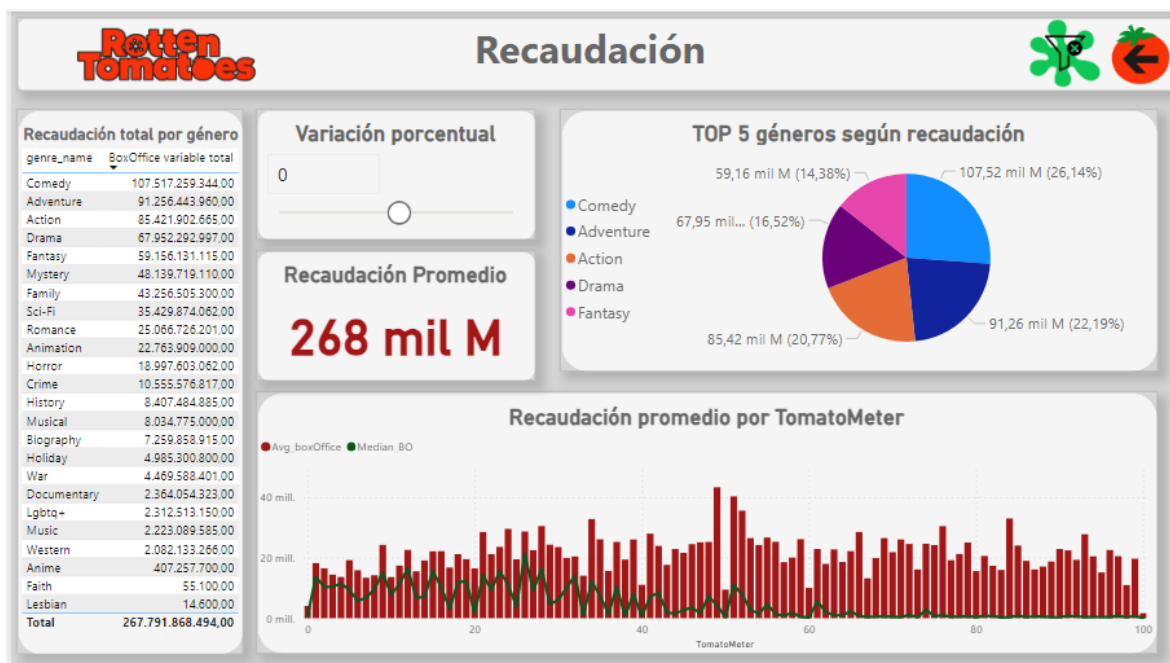 Rotten
Tomatoes
Recaudación
Recaudación total por género
genre_name BoxOffice variable total
Comedy 107.517.259.344,00
Adventure 91.256.443.960,00
Action 85.421.902.665,00
Drama 67.952.292.997,00
Fantasy 59.156.131.115,00
Mystery 48.139.719.110,00
Family 43.256.505.300,00
Sci-Fi 35.429.874.062,00
Romance 25.066.726.201,00
Animation 22.763.909.000,00
Horror 18.997.603.062,00
Crime 10.555.576.817,00
History 8.407.484.885,00
Musical 8.034.775.000,00
Biography 7.259.858.915,00
Holiday 4.985.300.800,00
War 4.469.588.401,00
Documentary 2.364.054.323,00
Lgbtq+ 2.312.513.150,00
Music 2.223.089.585,00
Western 2.082.133.266,00
Anime 407.257.700,00
Faith 55.100,00
Lesbian 14.600,00
Total 267.791.868.494,00
Variación porcentual
0
Recaudación Promedio
268 mil M
TOP 5 géneros según recaudación
Comedy
Adventure
Action
Drama
Fantasy
59,16 mil M (14,38%)
107,52 mil M (26,14%)
67,95 mil... (16,52%)
91,26 mil M (22,19%)
85,42 mil M (20,77%)
Recaudación promedio por TomatoMeter
Avg_boxOffice Median_BO
40 mill.
20 mill.
0 mill.
0 20 40 60 80 100
TomatoMeter